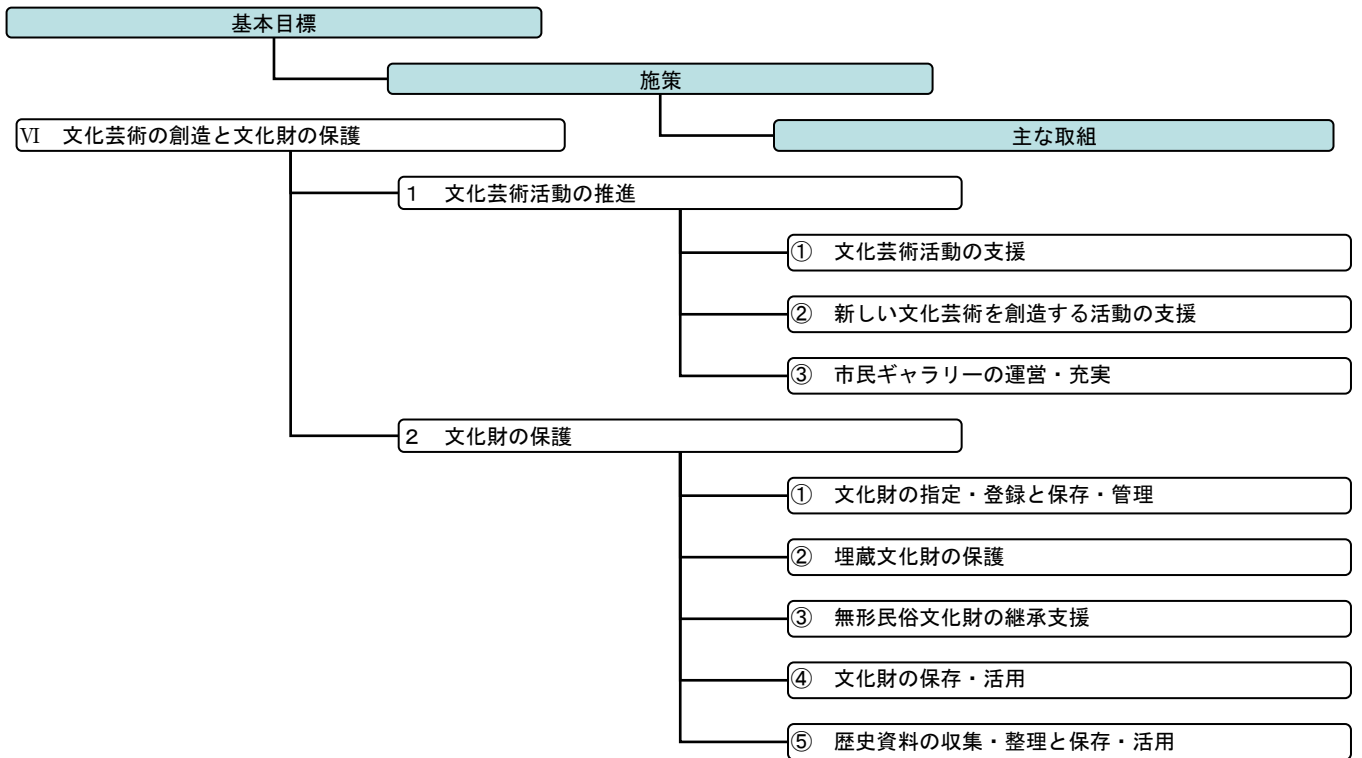 基本目標
施策
主な取組
Ⅵ　文化芸術の創造と文化財の保護
１　文化芸術活動の推進
①　文化芸術活動の支援
②　新しい文化芸術を創造する活動の支援
③　市民ギャラリーの運営・充実
２　文化財の保護
①　文化財の指定・登録と保存・管理
②　埋蔵文化財の保護
③　無形民俗文化財の継承支援
④　文化財の保存・活用
⑤　歴史資料の収集・整理と保存・活用